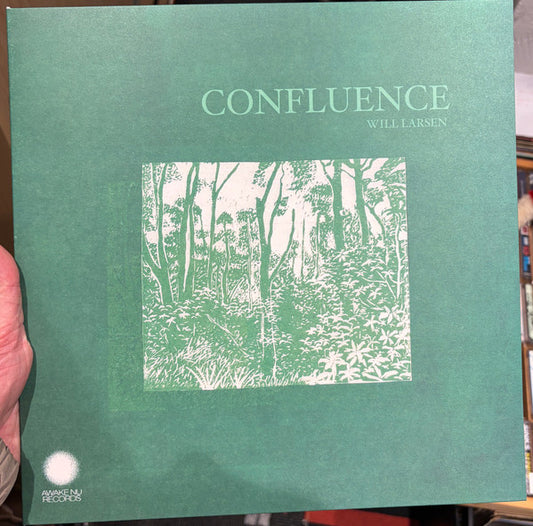 CONFLUENCE
WILL LARSEN
AWAKE NU
RECORDS